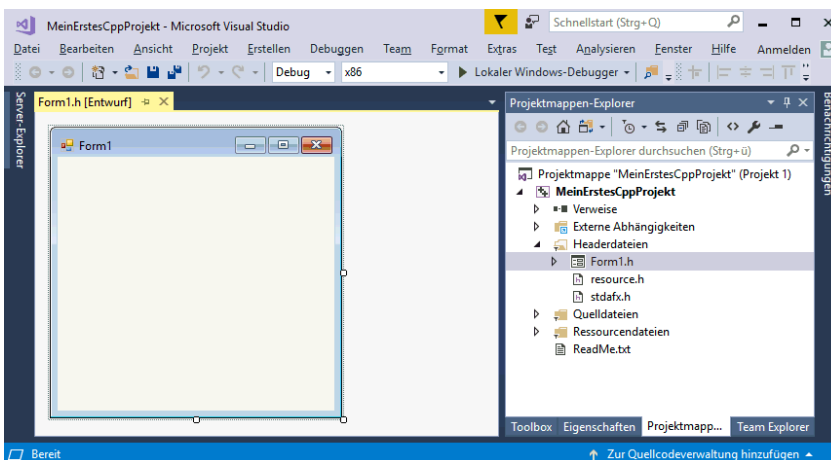 MeinErstesCppProjekt - Microsoft Visual Studio
Schnellstart (Strg+Q)
Datei Bearbeiten Ansicht Projekt Erstellen Debuggen Team Format Extras Test Analysieren Fenster Hilfe Anmelden
Debug x86 Lokaler Windows-Debugger
Server-Explorer
Form1.h [Entwurf]
Form1
Projektmappen-Explorer
Projektmappen-Explorer durchsuchen (Strg+ü)
Projektmappe "MeinErstesCppProjekt" (Projekt 1)
MeinErstesCppProjekt
Verweise
Externe Abhängigkeiten
Headerdateien
Form1.h
resource.h
stdafx.h
Quelldateien
Ressourcendateien
ReadMe.txt
Toolbox Eigenschaften Projektmapp... Team Explorer
Benachrichtigungen
Bereit
Zur Quellcodeverwaltung hinzufügen